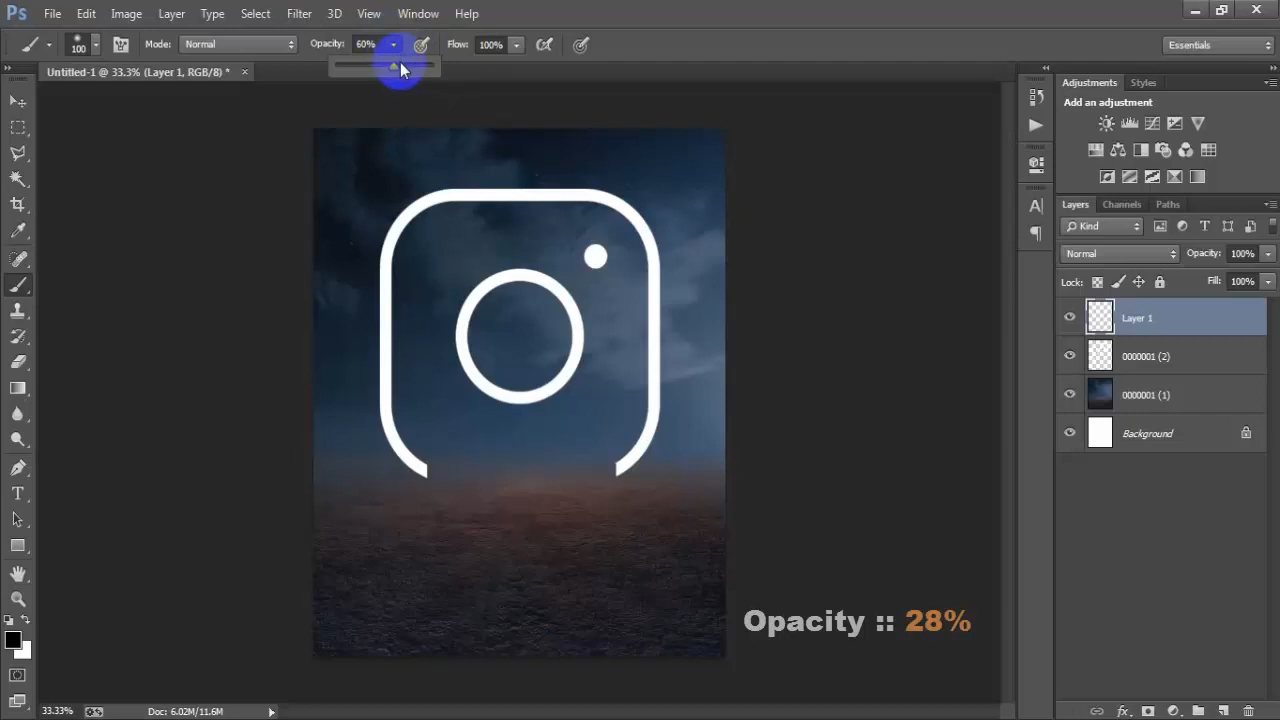 Ps File Edit Image Layer Type Select Filter 3D View Window Help
100 Mode: Normal Opacity: 60% Flow: 100% Essentials
Untitled-1 @ 33.3% (Layer 1, RGB/8) * ×
Adjustments Styles
Add an adjustment
Layers Channels Paths
Kind
Normal Opacity: 100%
Lock: Fill: 100%
Layer 1
0000001 (2)
0000001 (1)
Background
Opacity :: 28%
33.33% Doc: 6.02M/11.6M